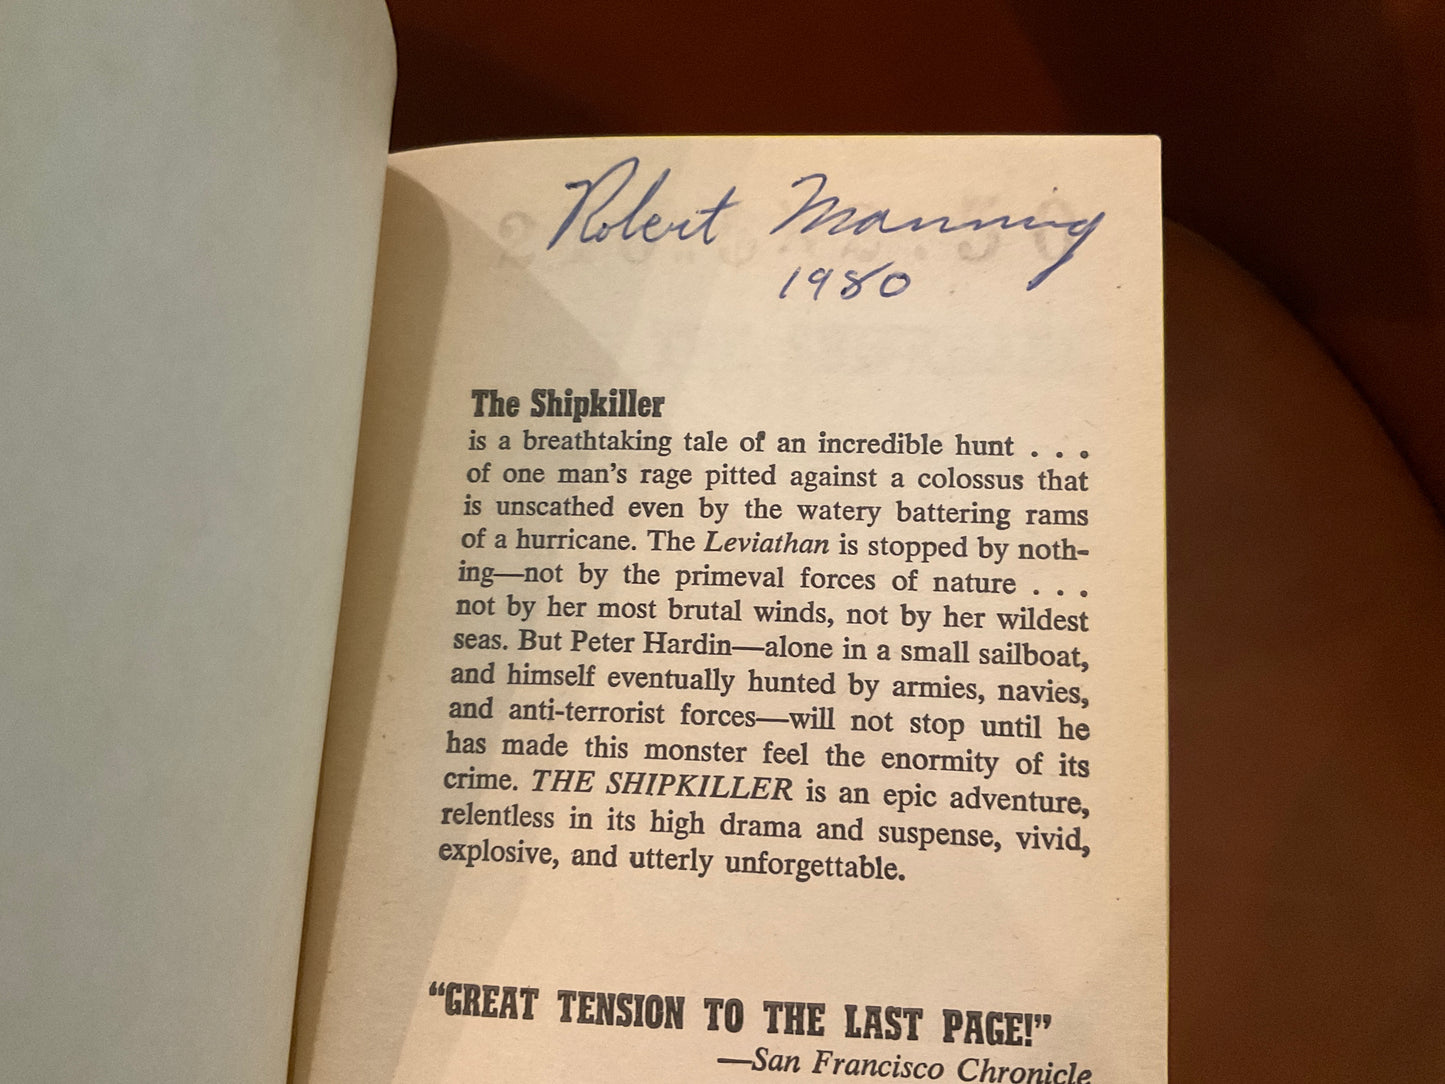 Robert Manning
1980
The Shipkiller
is a breathtaking tale of an incredible hunt . . .
of one man's rage pitted against a colossus that
is unscathed even by the watery battering rams
of a hurricane. The Leviathan is stopped by noth-
ing—not by the primeval forces of nature . . .
not by her most brutal winds, not by her wildest
seas. But Peter Hardin—alone in a small sailboat,
and himself eventually hunted by armies, navies,
and anti-terrorist forces—will not stop until he
has made this monster feel the enormity of its
crime. THE SHIPKILLER is an epic adventure,
relentless in its high drama and suspense, vivid,
explosive, and utterly unforgettable.
“GREAT TENSION TO THE LAST PAGE!”
—San Francisco Chronicle